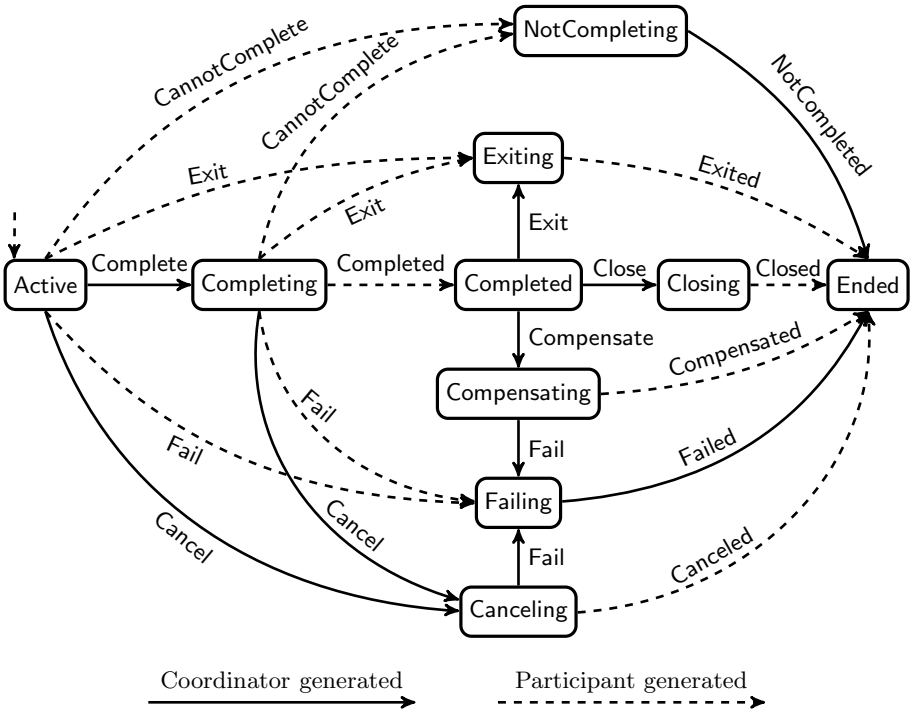 NotCompleting
CannotComplete
CannotComplete
NotCompleted
Exiting
Exit
Exit
Exited
Exit
Active
Complete
Completing
Completed
Completed
Close
Closing
Closed
Ended
Compensate
Compensated
Compensating
Fail
Fail
Fail
Failed
Failing
Cancel
Cancel
Fail
Canceled
Canceling
Coordinator generated
Participant generated